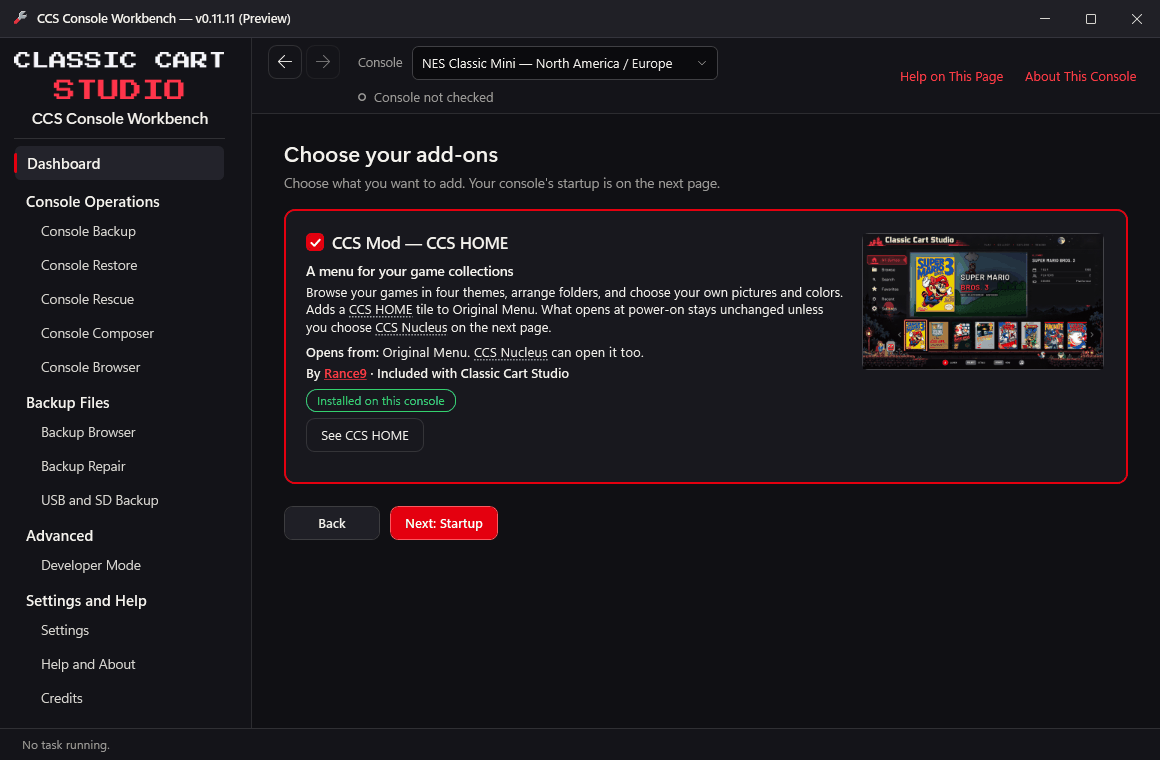 CCS Console Workbench — v0.11.11 (Preview)
CLASSIC CART
STUDIO
CCS Console Workbench
Dashboard
Console Operations
Console Backup
Console Restore
Console Rescue
Console Composer
Console Browser
Backup Files
Backup Browser
Backup Repair
USB and SD Backup
Advanced
Developer Mode
Settings and Help
Settings
Help and About
Credits
Console
NES Classic Mini — North America / Europe
Console not checked
Help on This Page
About This Console
Choose your add-ons
Choose what you want to add. Your console's startup is on the next page.
CCS Mod — CCS HOME
A menu for your game collections
Browse your games in four themes, arrange folders, and choose your own pictures and colors.
Adds a CCS HOME tile to Original Menu. What opens at power-on stays unchanged unless
you choose CCS Nucleus on the next page.
Opens from: Original Menu. CCS Nucleus can open it too.
By Rance9 · Included with Classic Cart Studio
Installed on this console
See CCS HOME
Classic Cart Studio
SUPER MARIO
BROS. 3
SUPER MARIO BROS. 3
Back
Next: Startup
No task running.